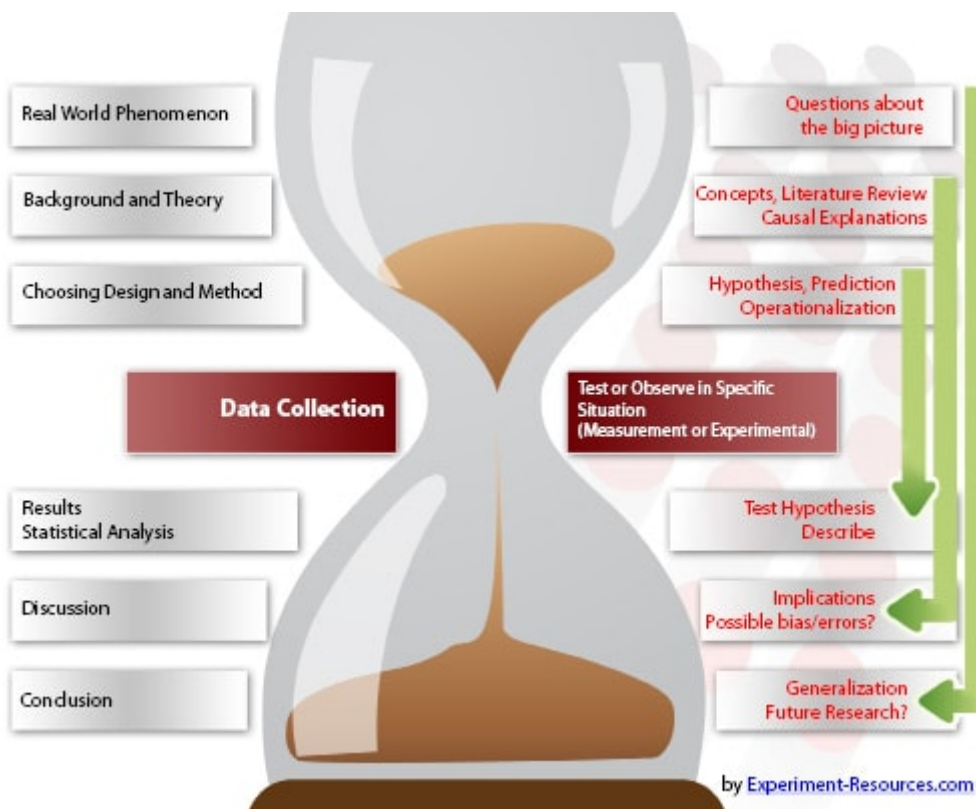 Real World Phenomenon
Questions about
the big picture
Background and Theory
Concepts, Literature Review
Causal Explanations
Choosing Design and Method
Hypothesis, Prediction
Operationalization
Data Collection
Test or Observe in Specific
Situation
(Measurement or Experimental)
Results
Statistical Analysis
Test Hypothesis
Describe
Discussion
Implications
Possible bias/errors?
Conclusion
Generalization
Future Research?
by Experiment-Resources.com